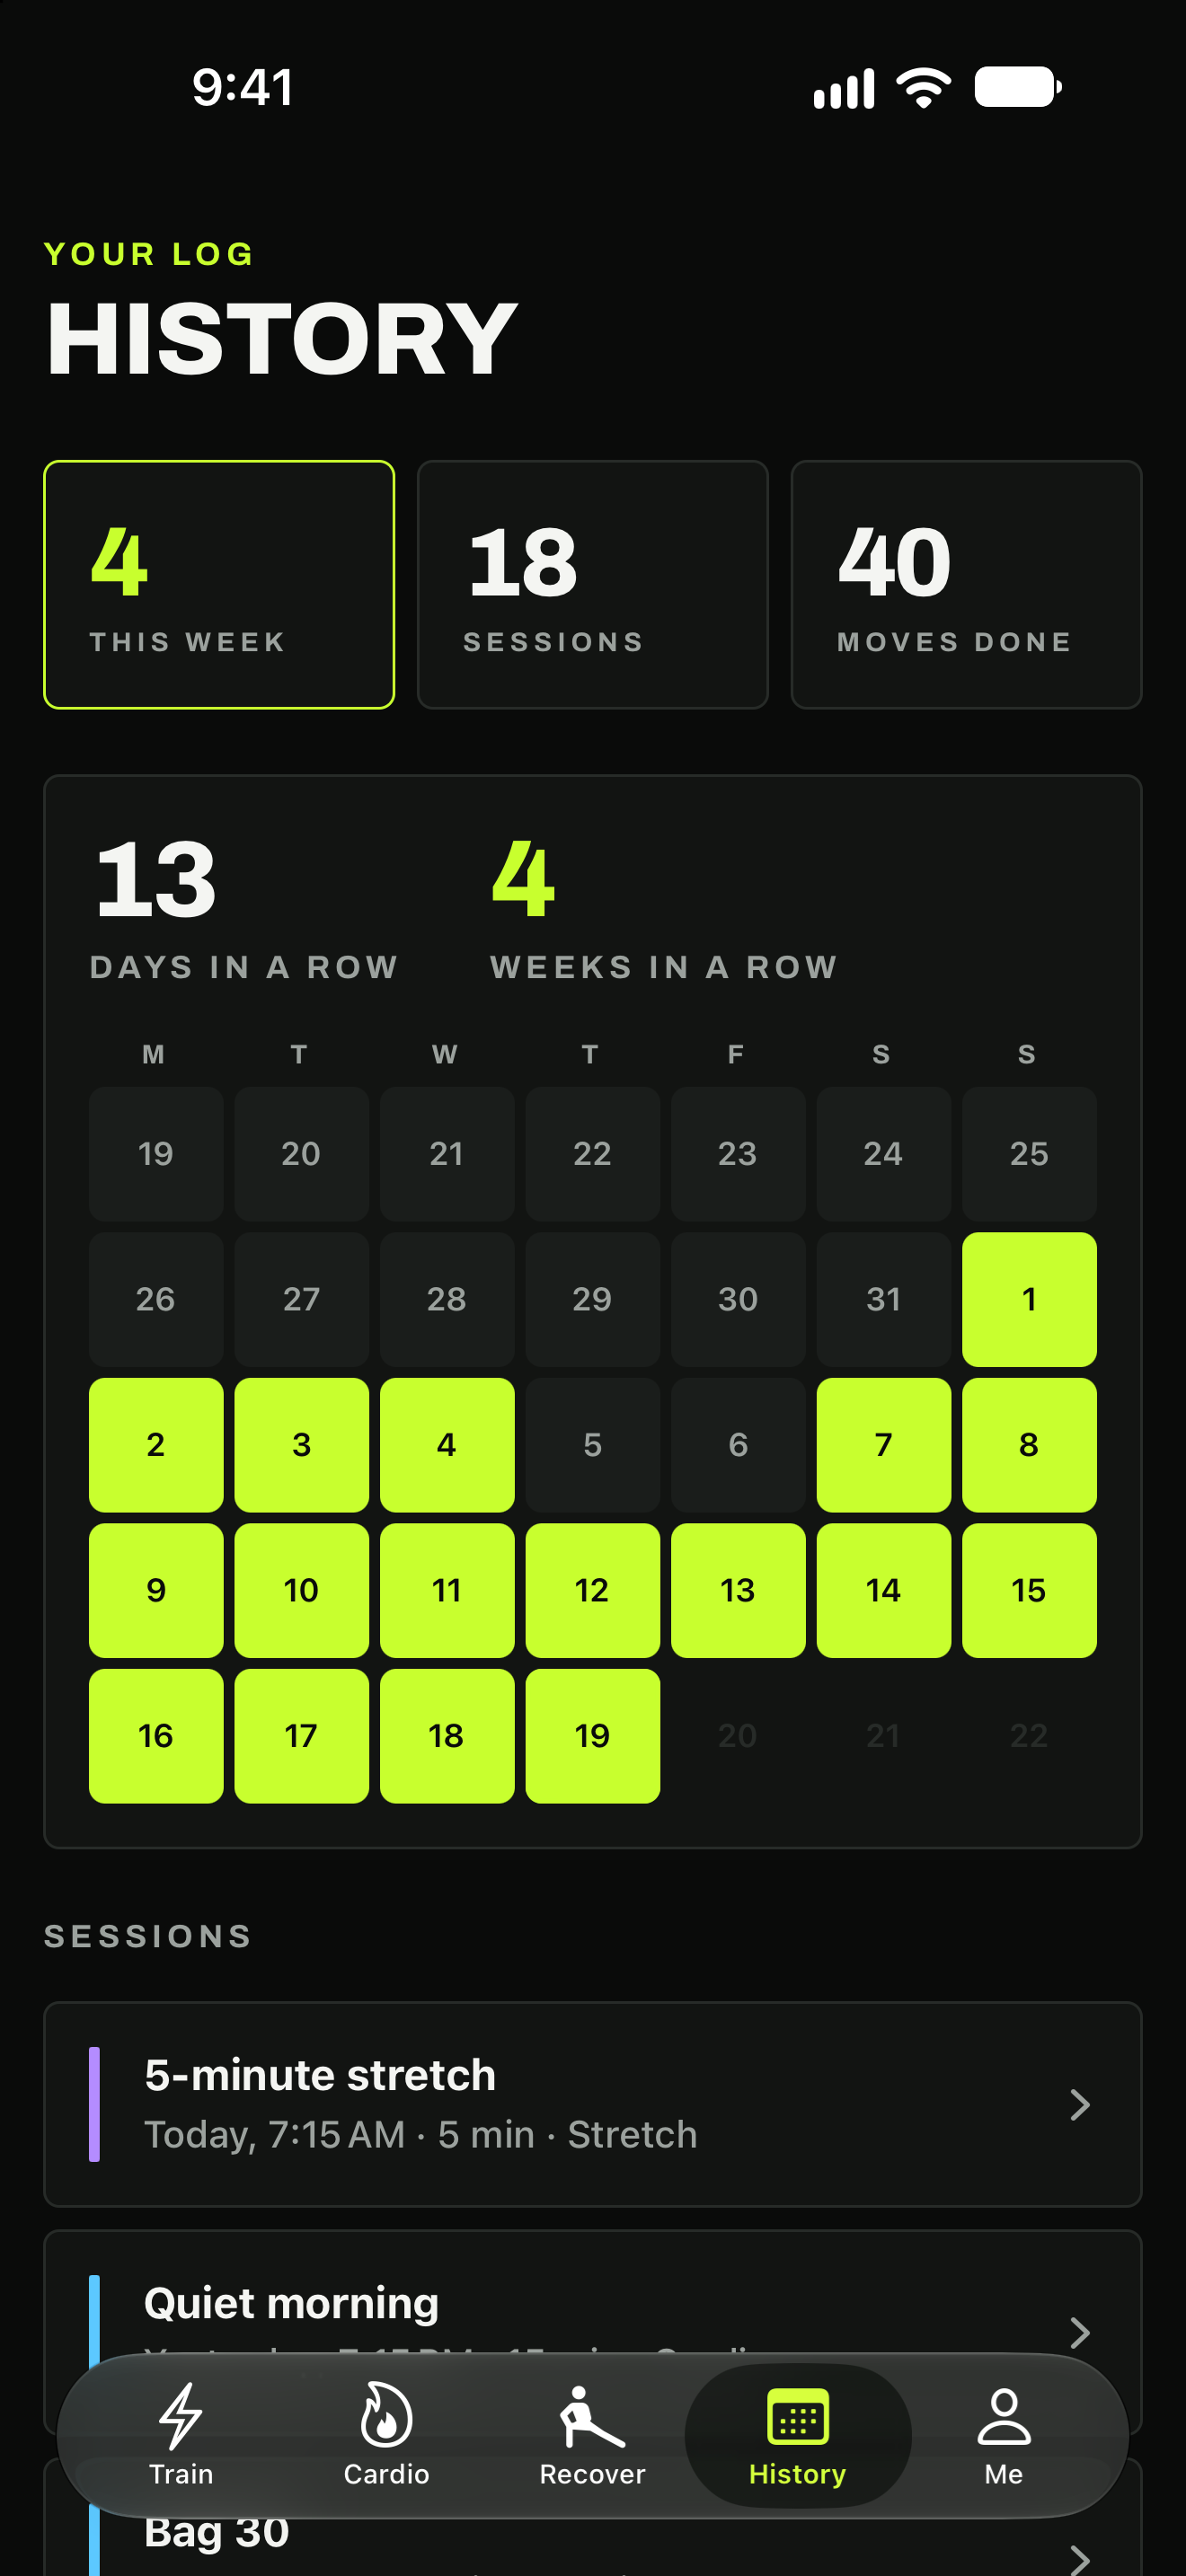 9:41
YOUR LOG
HISTORY
4
THIS WEEK
18
SESSIONS
40
MOVES DONE
13
DAYS IN A ROW
4
WEEKS IN A ROW
M T W T F S S
19 20 21 22 23 24 25
26 27 28 29 30 31 1
2 3 4 5 6 7 8
9 10 11 12 13 14 15
16 17 18 19 20 21 22
SESSIONS
5-minute stretch
Today, 7:15 AM · 5 min · Stretch
Quiet morning
Train Cardio Recover History Me
Bag 30